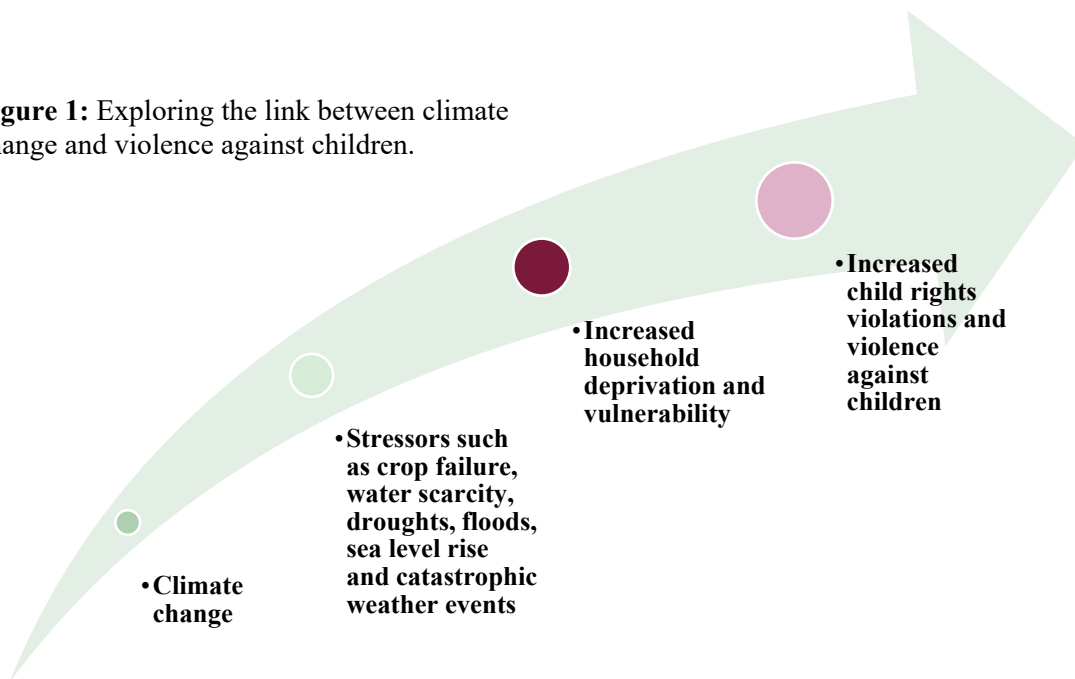 gure 1: Exploring the link between climate
ange and violence against children.
•Increased
child rights
violations and
violence
against
children
•Increased
household
deprivation and
vulnerability
•Stressors such
as crop failure,
water scarcity,
droughts, floods,
sea level rise
and catastrophic
weather events
•Climate
change